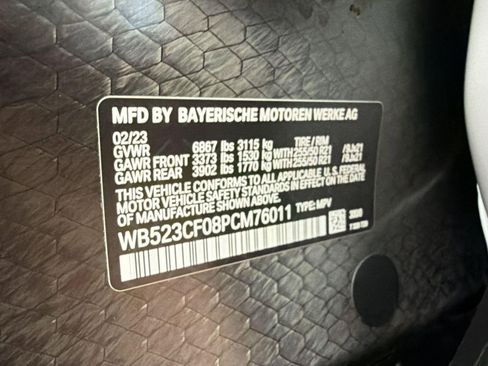 MFD BY BAYERISCHE MOTOREN WERKE AG
02/23 TIRE / RIM
GVWR 6867 lbs 3115 kg
GAWR FRONT 3373 lbs 1530 kg WITH 255/50 R21
GAWR REAR 3902 lbs 1770 kg WITH 255/50 R21
THIS VEHICLE CONFORMS TO ALL APPLICABLE U.S. FEDERAL
MOTOR VEHICLE SAFETY STANDARDS IN EFFECT ON THE DATE
OF MANUFACTURE SHOWN ABOVE.
WB523CF08PCM76011 TYPE: MPV